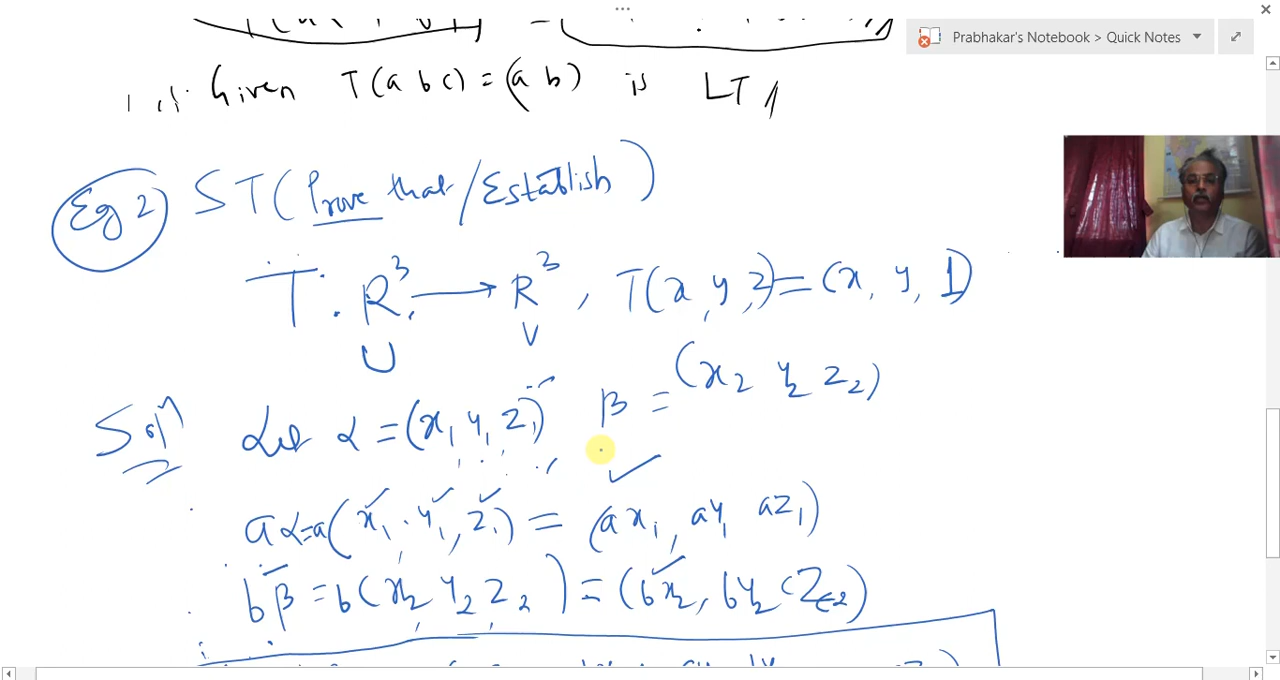 Prabhakar's Notebook > Quick Notes
Given T(a b c) = (a b) is LT
Eg 2) ST (Prove that / Establish)
T: R³ → R³, T(x, y, z) = (x, y, 1)
U V
Solⁿ Let α = (x₁ y₁ z₁) β = (x₂ y₂ z₂)
aα = a(x₁, y₁, z₁) = (ax₁, ay₁ az₁)
bβ = b(x₂, y₂, z₂) = (bx₂, by₂